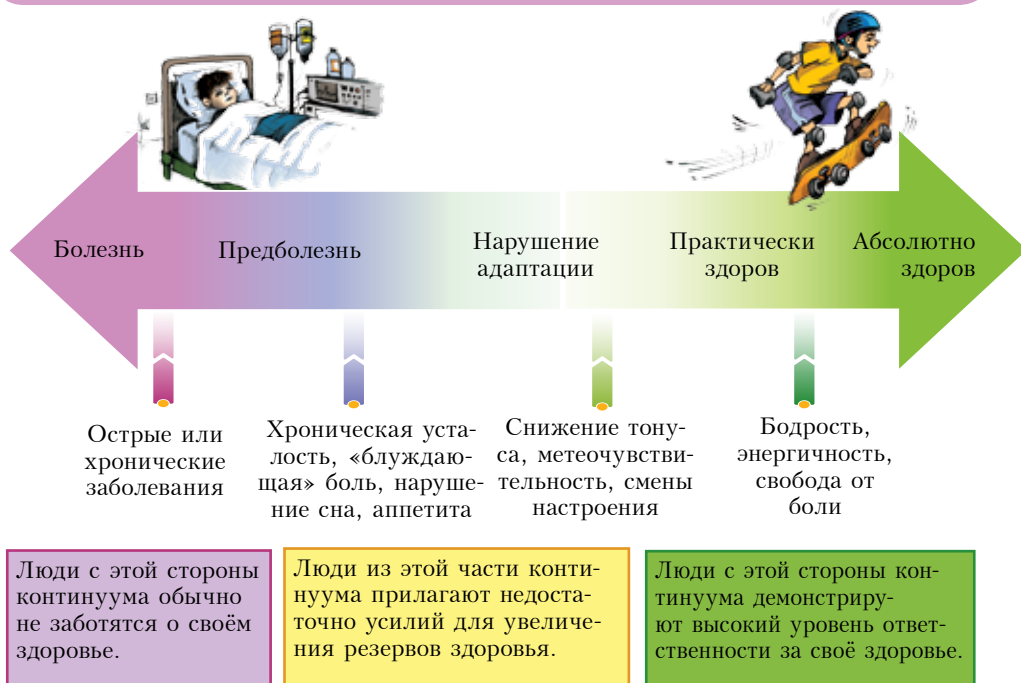 Болезнь
Предболезнь
Нарушение
адаптации
Практически
здоров
Абсолютно
здоров
Острые или
хронические
заболевания
Хроническая уста-
лость, «блуждаю-
щая» боль, наруше-
ние сна, аппетита
Снижение тону-
са, метеочувстви-
тельность, смены
настроения
Бодрость,
энергичность,
свобода от
боли
Люди с этой стороны
континуума обычно
не заботятся о своём
здоровье.
Люди из этой части конти-
нуума прилагают недоста-
точно усилий для увеличе-
ния резервов здоровья.
Люди с этой стороны кон-
тинуума демонстриру-
ют высокий уровень ответ-
ственности за своё здоровье.